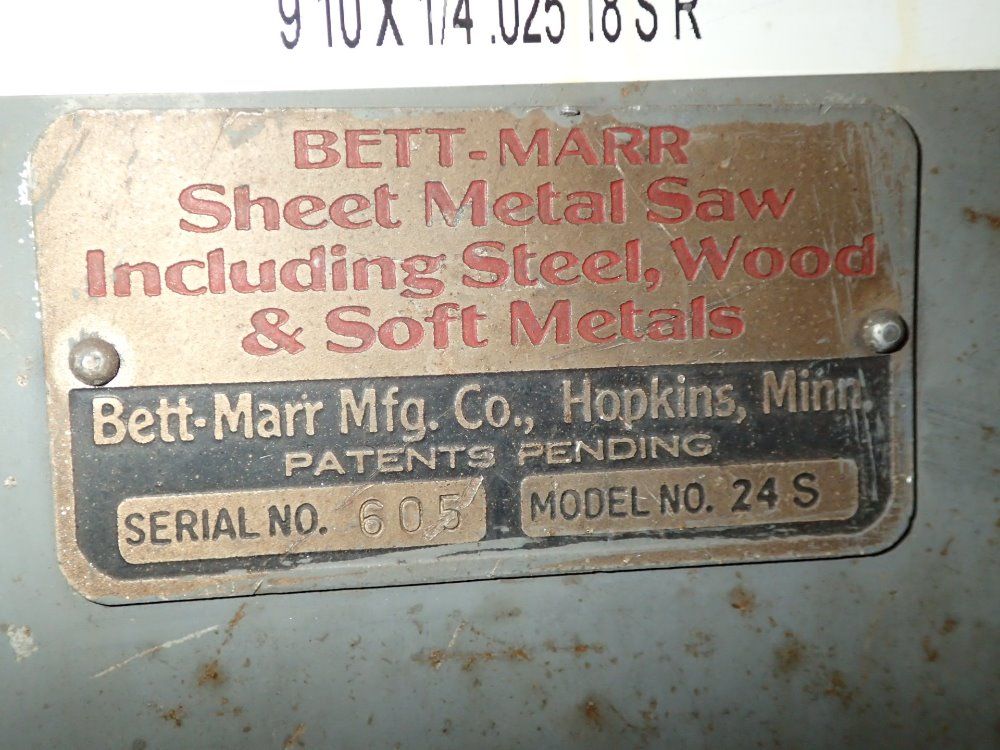 9 10 X 1/4 .025 18 S R
BETT-MARR
Sheet Metal Saw
Including Steel, Wood
& Soft Metals
Bett-Marr Mfg. Co., Hopkins, Minn.
PATENTS PENDING
SERIAL NO. 605 MODEL NO. 24 S